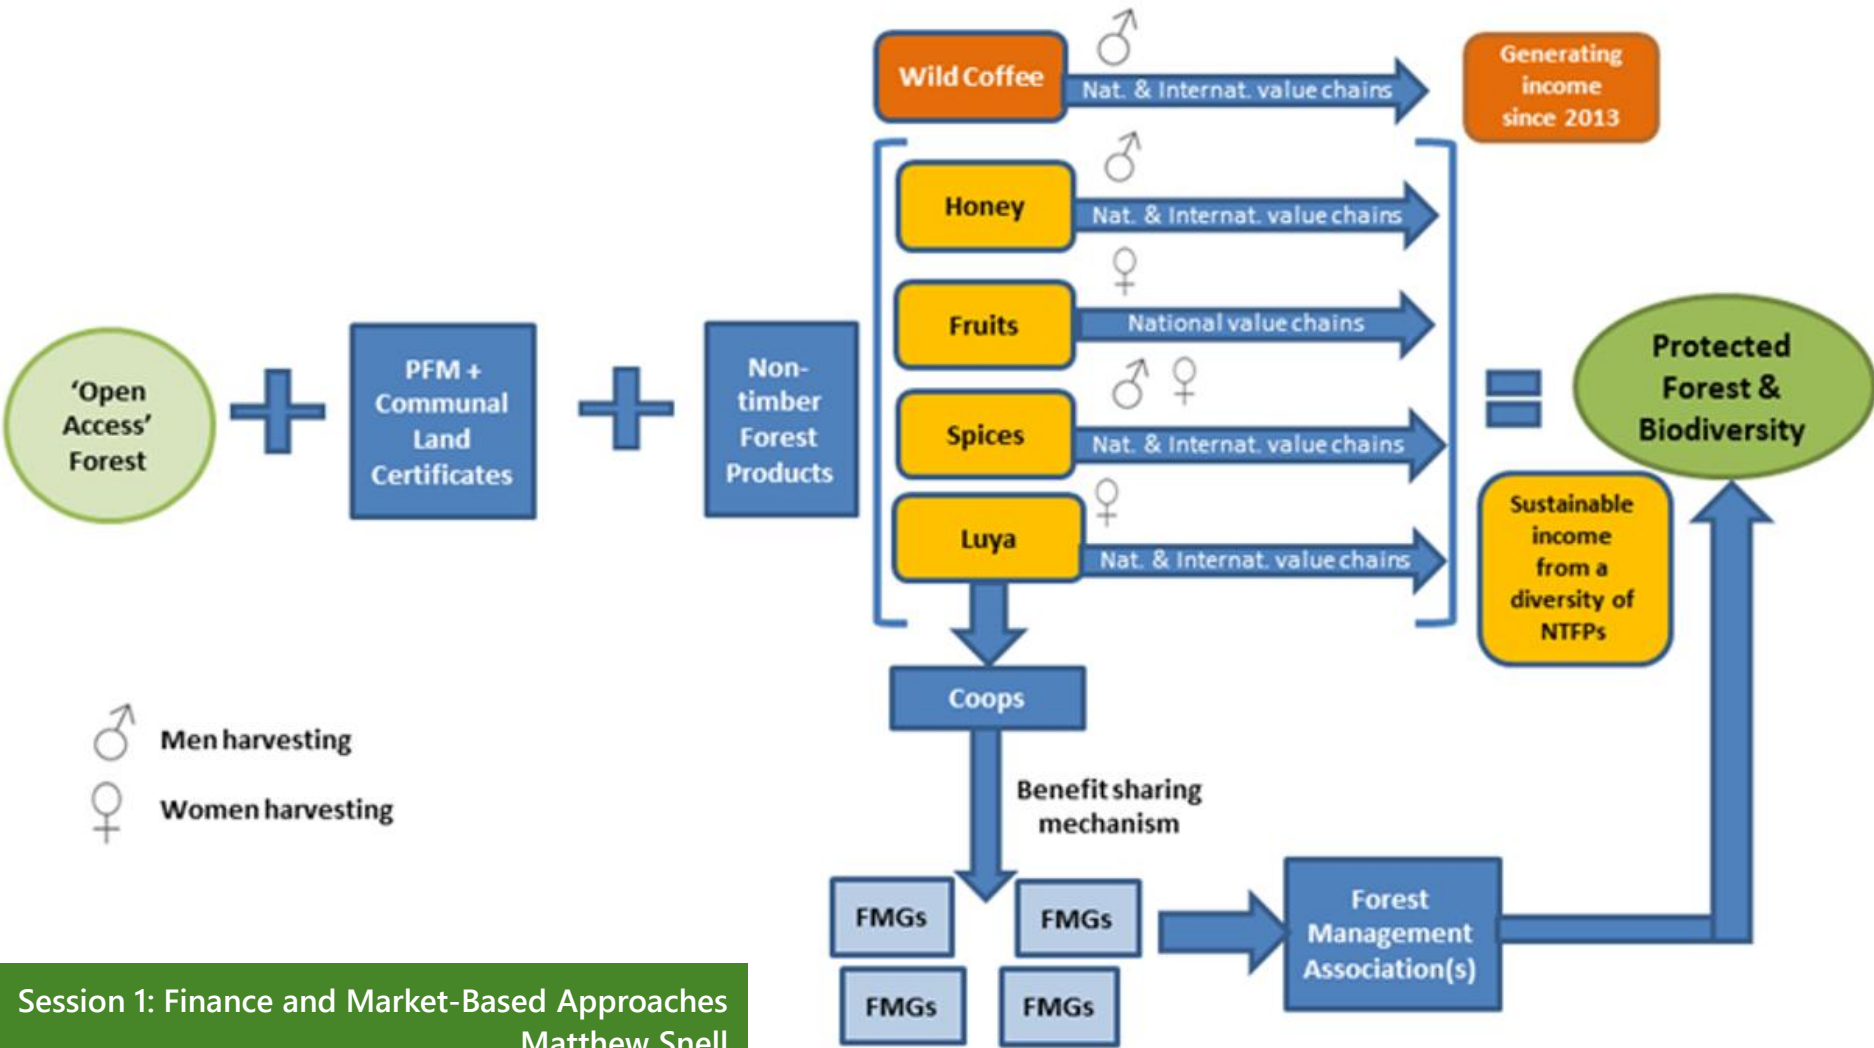 Wild Coffee
Nat. & Internat. value chains
Generating
income
since 2013
Honey
Nat. & Internat. value chains
Fruits
National value chains
Spices
Nat. & Internat. value chains
Luya
Nat. & Internat. value chains
‘Open
Access’
Forest
PFM +
Communal
Land
Certificates
Non-
timber
Forest
Products
Protected
Forest &
Biodiversity
Sustainable
income
from a
diversity of
NTFPs
Coops
Men harvesting
Women harvesting
Benefit sharing
mechanism
FMGs
FMGs
FMGs
FMGs
Forest
Management
Association(s)
Session 1: Finance and Market-Based Approaches
Matthew Snell